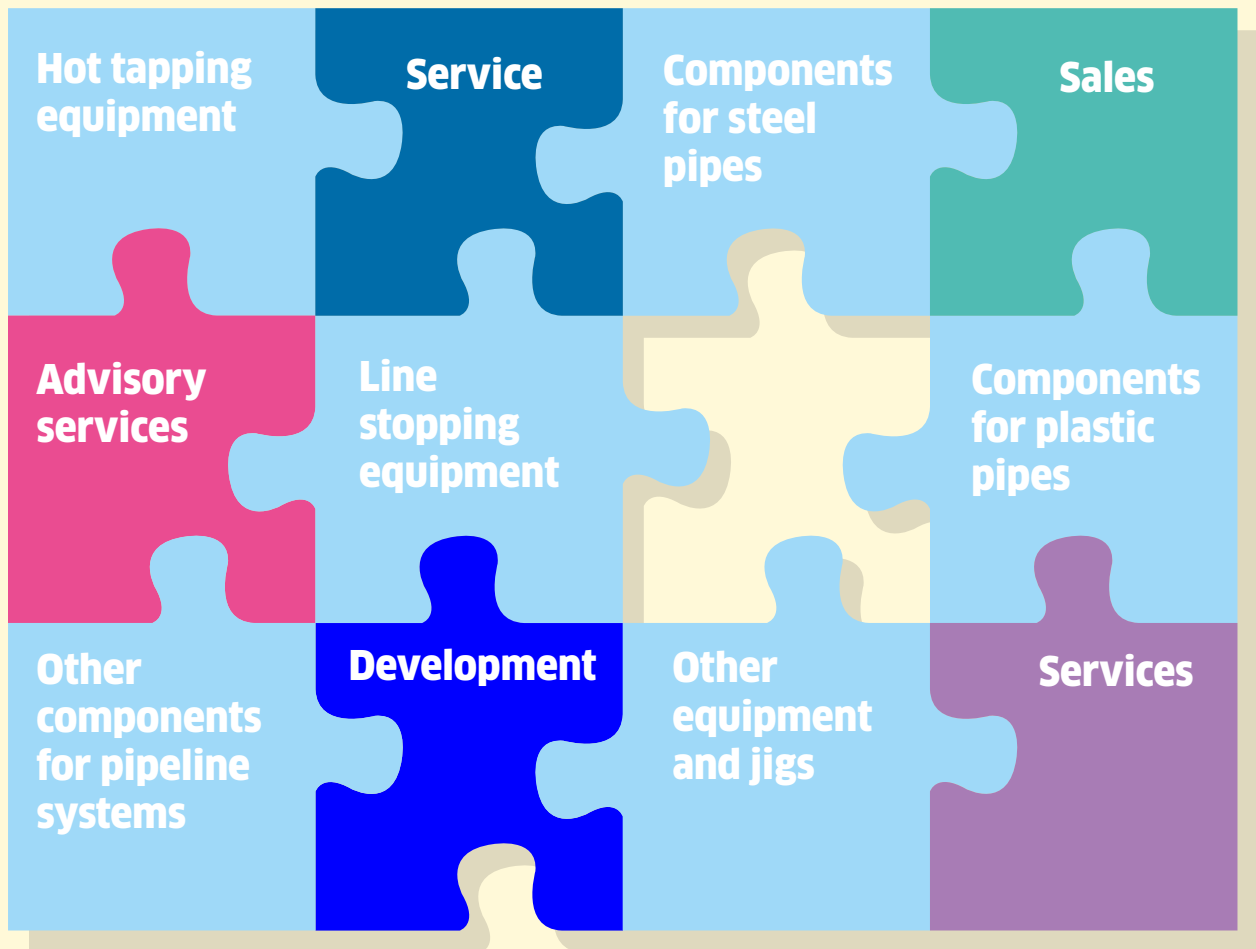 Hot tapping
equipment
Service
Components
for steel
pipes
Sales
Advisory
services
Line
stopping
equipment
Components
for plastic
pipes
Other
components
for pipeline
systems
Development
Other
equipment
and jigs
Services